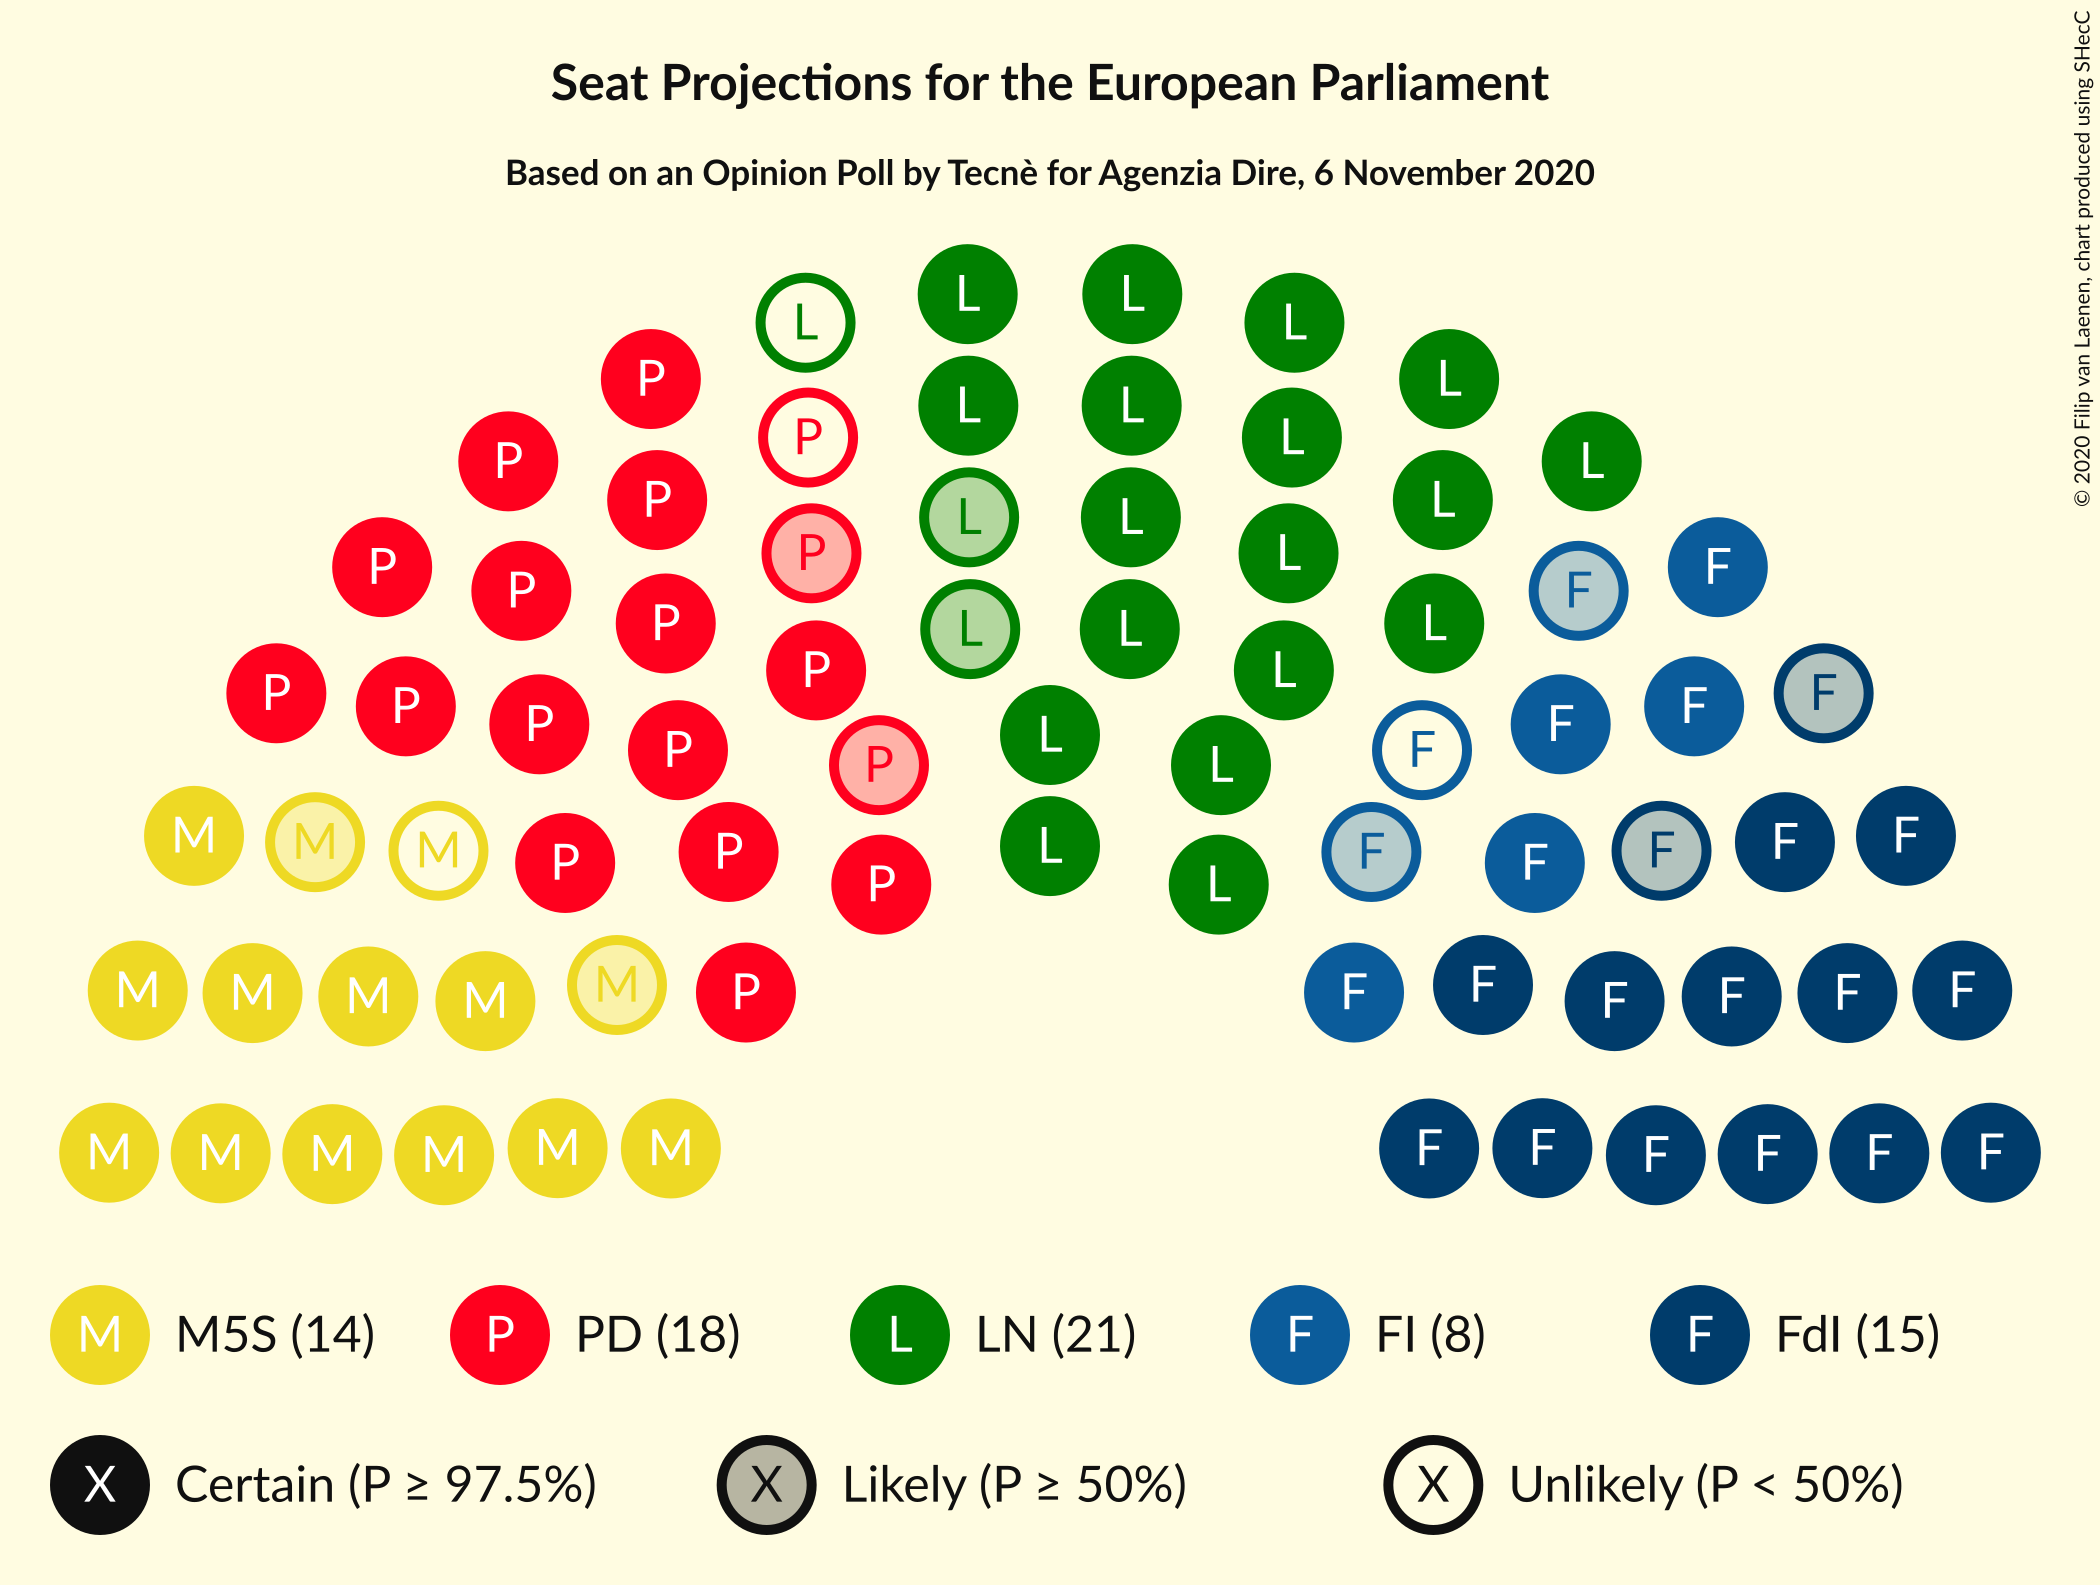 Seat Projections for the European Parliament
Based on an Opinion Poll by Tecnè for Agenzia Dire, 6 November 2020
© 2020 Filip van Laenen, chart produced using SHecC
L L L L
P L
P L L L L L
P P L
P P L L L F F
P P L L L F
P P P P L F F F
P P L L F F
M M M P P P L L F F F F F
M M M M M P F F F F F F
M M M M M M F F F F F F
M M5S (14) P PD (18) L LN (21) F FI (8) F FdI (15)
X Certain (P ≥ 97.5%) X Likely (P ≥ 50%) X Unlikely (P < 50%)